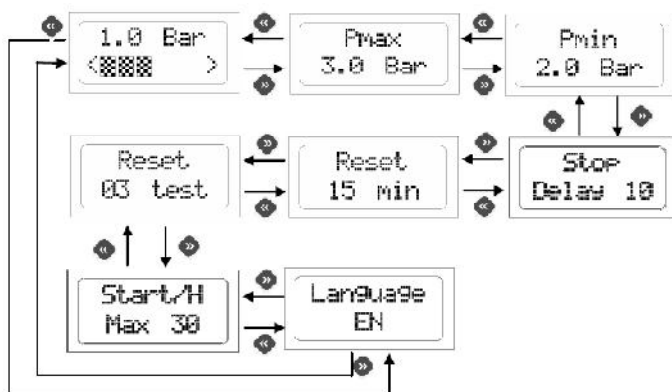 1.0 Bar
< >
Pmax
3.0 Bar
Pmin
2.0 Bar
Reset
03 test
Reset
15 min
Stop
Delay 10
Start/H
Max 30
Language
EN